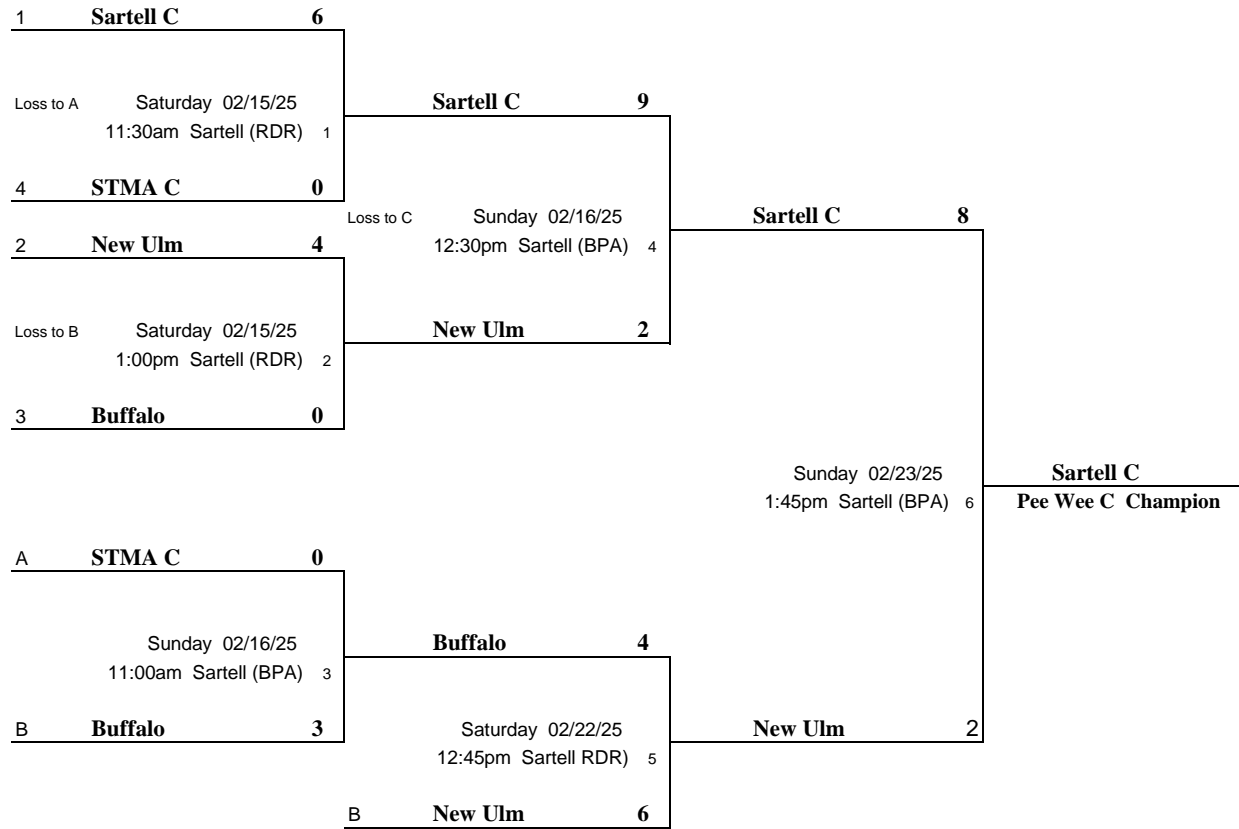 1 Sartell C 6
Loss to A Saturday 02/15/25
11:30am Sartell (RDR) 1
Sartell C 9
4 STMA C 0
Loss to C Sunday 02/16/25
12:30pm Sartell (BPA) 4
Sartell C 8
2 New Ulm 4
Loss to B Saturday 02/15/25
1:00pm Sartell (RDR) 2
New Ulm 2
3 Buffalo 0
Sunday 02/23/25
1:45pm Sartell (BPA) 6
Sartell C
Pee Wee C Champion
A STMA C 0
Sunday 02/16/25
11:00am Sartell (BPA) 3
Buffalo 4
B Buffalo 3
Saturday 02/22/25
12:45pm Sartell RDR) 5
New Ulm 2
B New Ulm 6